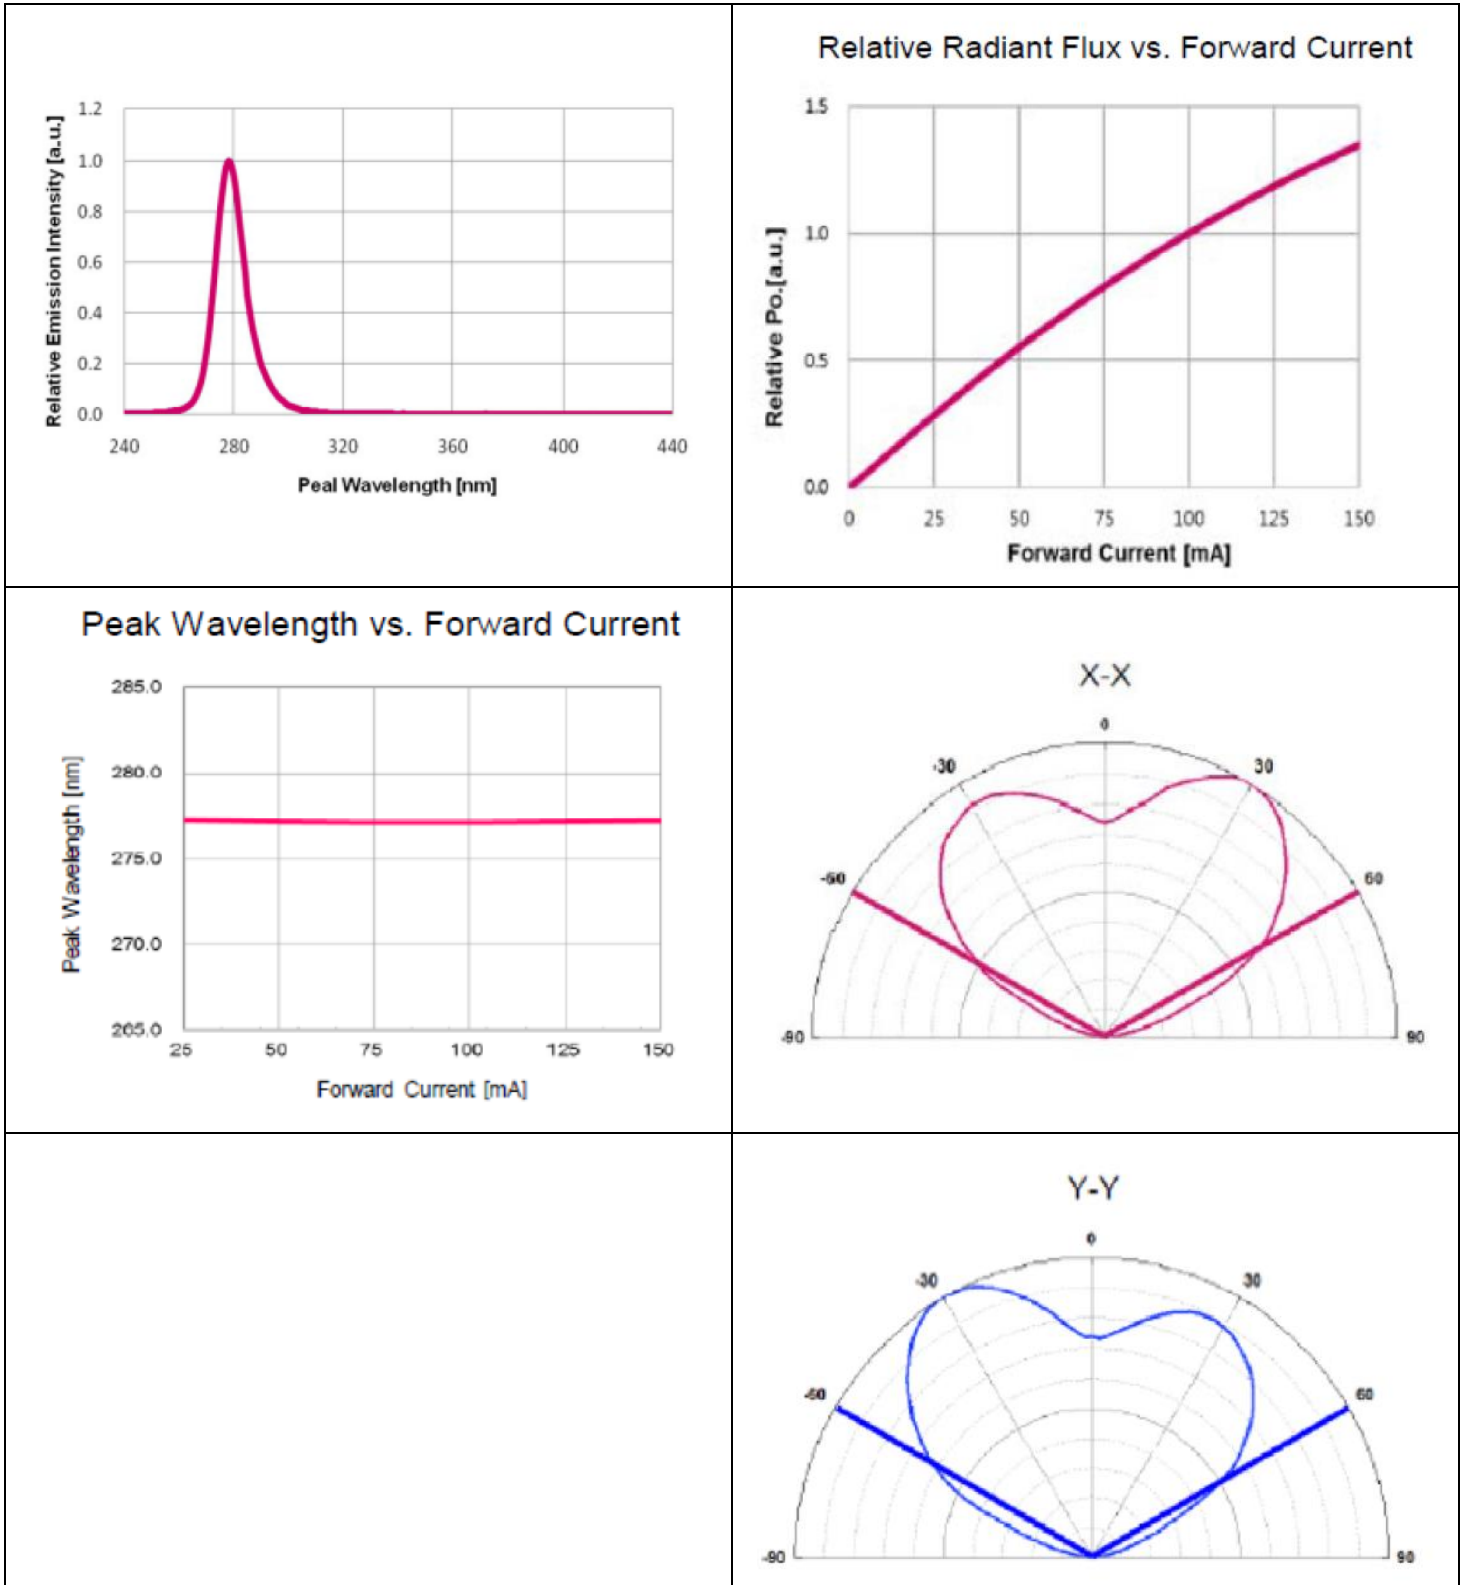 Relative Emission Intensity [a.u.]
1.2
1.0
0.8
0.6
0.4
0.2
0.0
240 280 320 360 400 440
Peal Wavelength [nm]
Relative Radiant Flux vs. Forward Current
Relative Po.[a.u.]
1.5
1.0
0.5
0.0
0 25 50 75 100 125 150
Forward Current [mA]
Peak Wavelength vs. Forward Current
Peak Wavelength [nm]
285.0
280.0
275.0
270.0
265.0
25 50 75 100 125 150
Forward Current [mA]
X-X
0
-30 30
-60 60
-90 90
Y-Y
0
-30 30
-60 60
-90 90